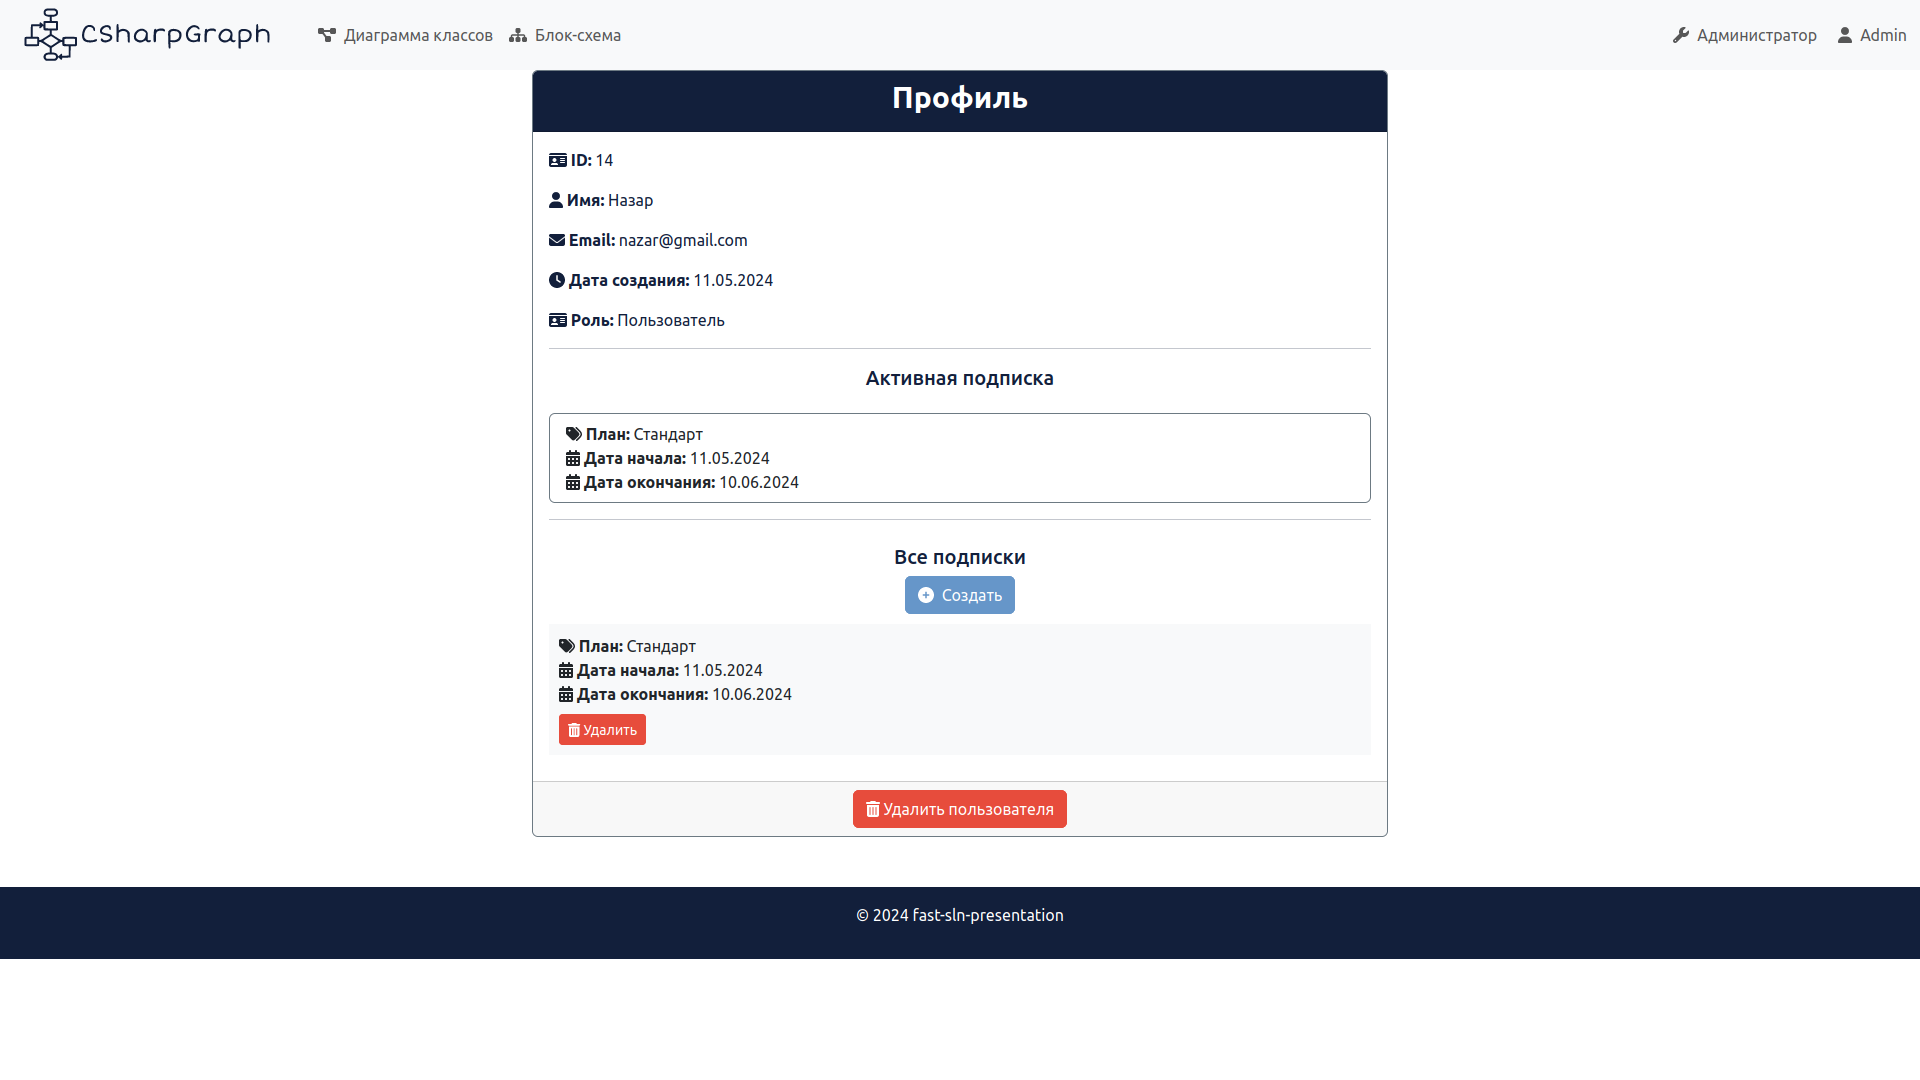 CSharpGraph
Диаграмма классов
Блок-схема
Администратор
Admin
Профиль
ID: 14
Имя: Назар
Email: nazar@gmail.com
Дата создания: 11.05.2024
Роль: Пользователь
Активная подписка
План: Стандарт
Дата начала: 11.05.2024
Дата окончания: 10.06.2024
Все подписки
Создать
План: Стандарт
Дата начала: 11.05.2024
Дата окончания: 10.06.2024
Удалить
Удалить пользователя
© 2024 fast-sln-presentation